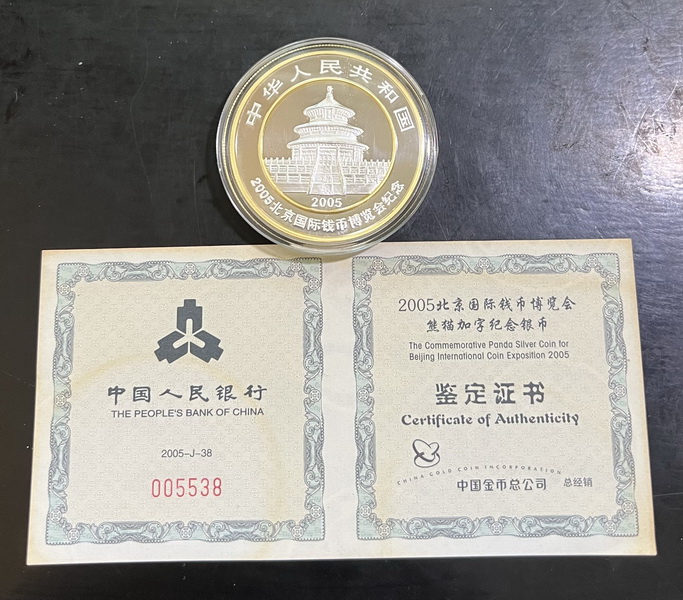 中华人民共和国
2005
2005北京国际钱币博览会纪念
中国人民银行
THE PEOPLE'S BANK OF CHINA
2005-J-38
005538
2005北京国际钱币博览会
熊猫加字纪念银币
The Commemorative Panda Silver Coin for
Beijing International Coin Exposition 2005
鉴定证书
Certificate of Authenticity
CHINA GOLD COIN INCORPORATION
中国金币总公司 总经销